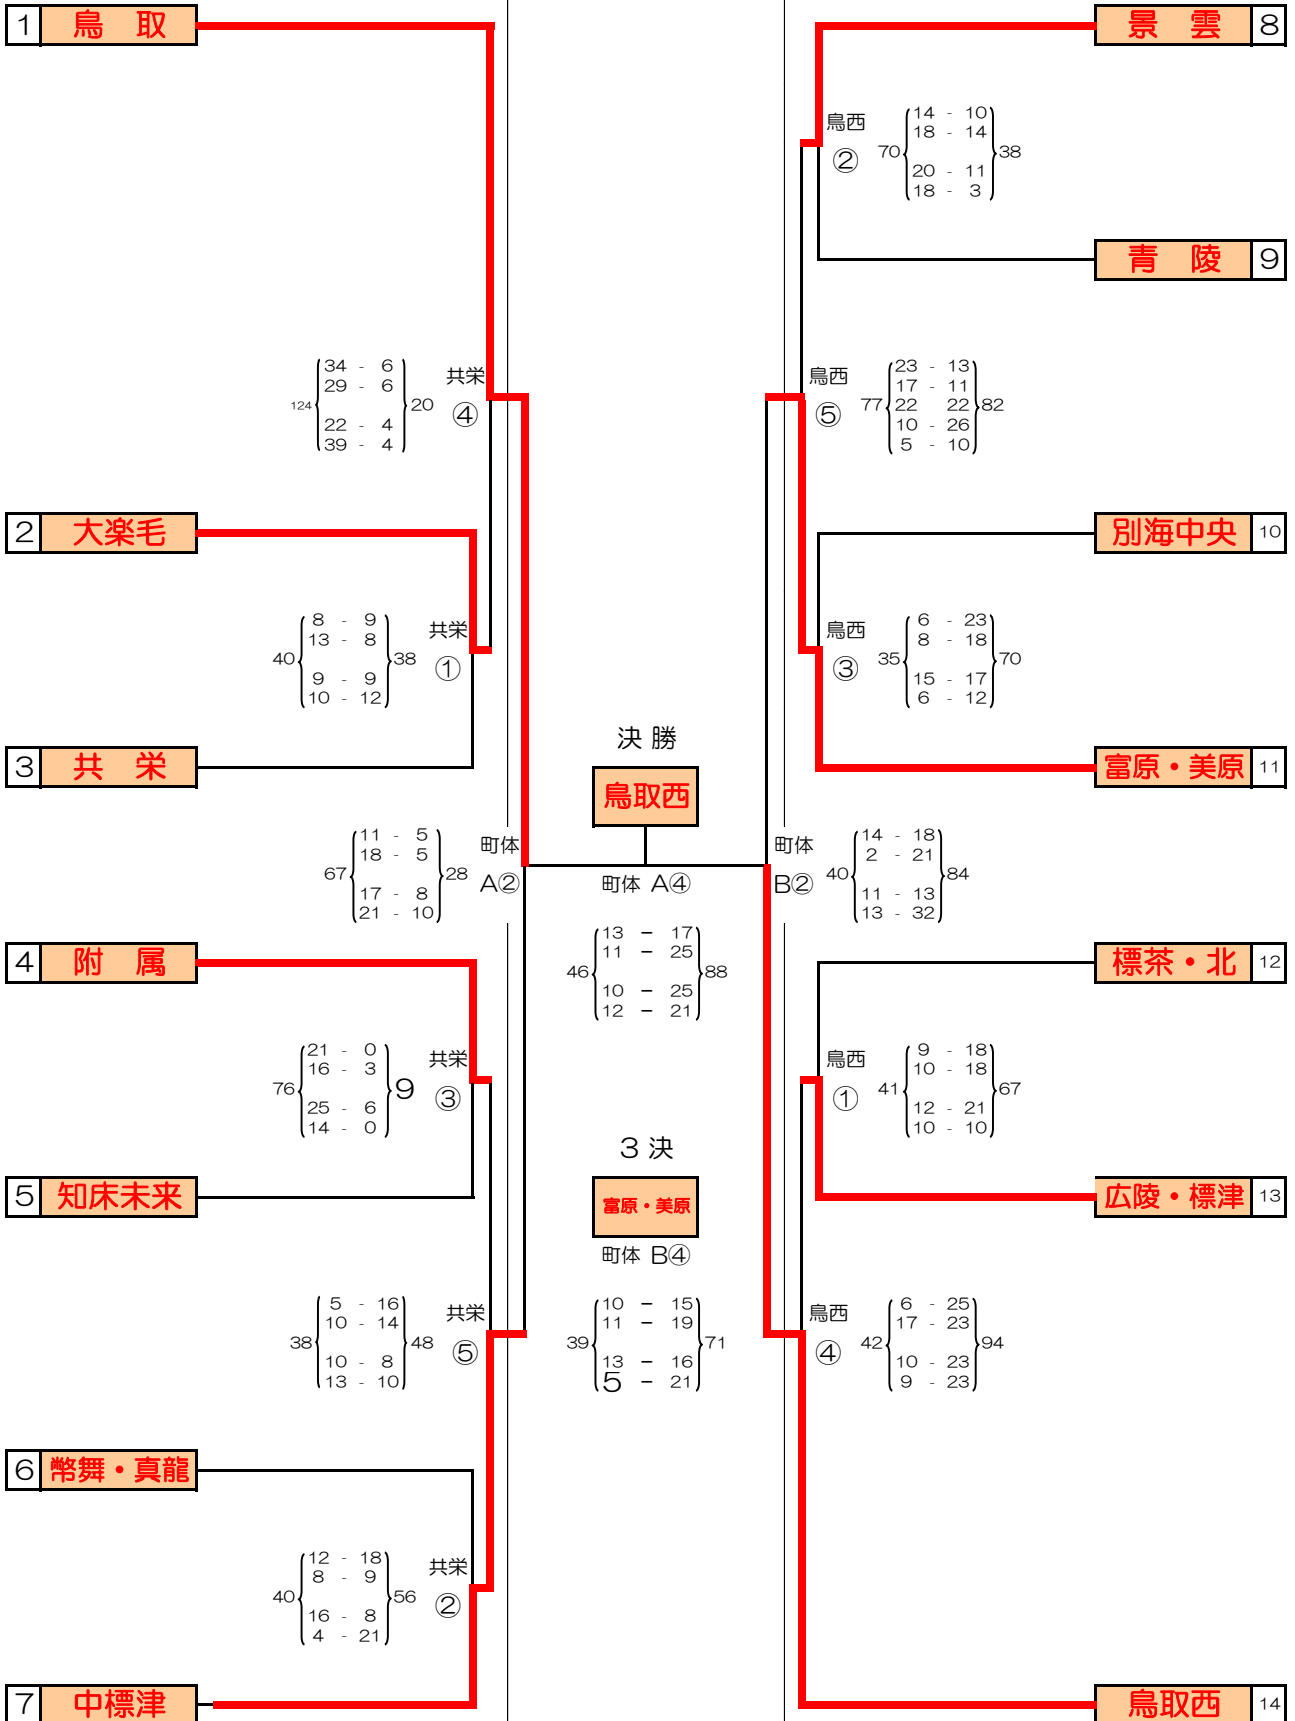 1 鳥 取
景 雲 8
鳥西
②
70 38
14 - 10
18 - 14
20 - 11
18 - 3
青 陵 9
共栄
④
124 20
34 - 6
29 - 6
22 - 4
39 - 4
鳥西
⑤
77 82
23 - 13
17 - 11
22 22
10 - 26
5 - 10
2 大楽毛
別海中央 10
共栄
①
40 38
8 - 9
13 - 8
9 - 9
10 - 12
鳥西
③
35 70
6 - 23
8 - 18
15 - 17
6 - 12
3 共 栄
富原・美原 11
決 勝
鳥取西
町体
A②
67 28
11 - 5
18 - 5
17 - 8
21 - 10
町体 A④
46 88
13 − 17
11 − 25
10 − 25
12 − 21
町体
B②
40 84
14 - 18
2 - 21
11 - 13
13 - 32
4 附 属
標茶・北 12
共栄
③
76 9
21 - 0
16 - 3
25 - 6
14 - 0
鳥西
①
41 67
9 - 18
10 - 18
12 - 21
10 - 10
5 知床未来
広陵・標津 13
3 決
富原・美原
町体 B④
39 71
10 − 15
11 − 19
13 − 16
5 − 21
共栄
⑤
38 48
5 - 16
10 - 14
10 - 8
13 - 10
鳥西
④
42 94
6 - 25
17 - 23
10 - 23
9 - 23
6 幣舞・真龍
共栄
②
40 56
12 - 18
8 - 9
16 - 8
4 - 21
7 中標津
鳥取西 14